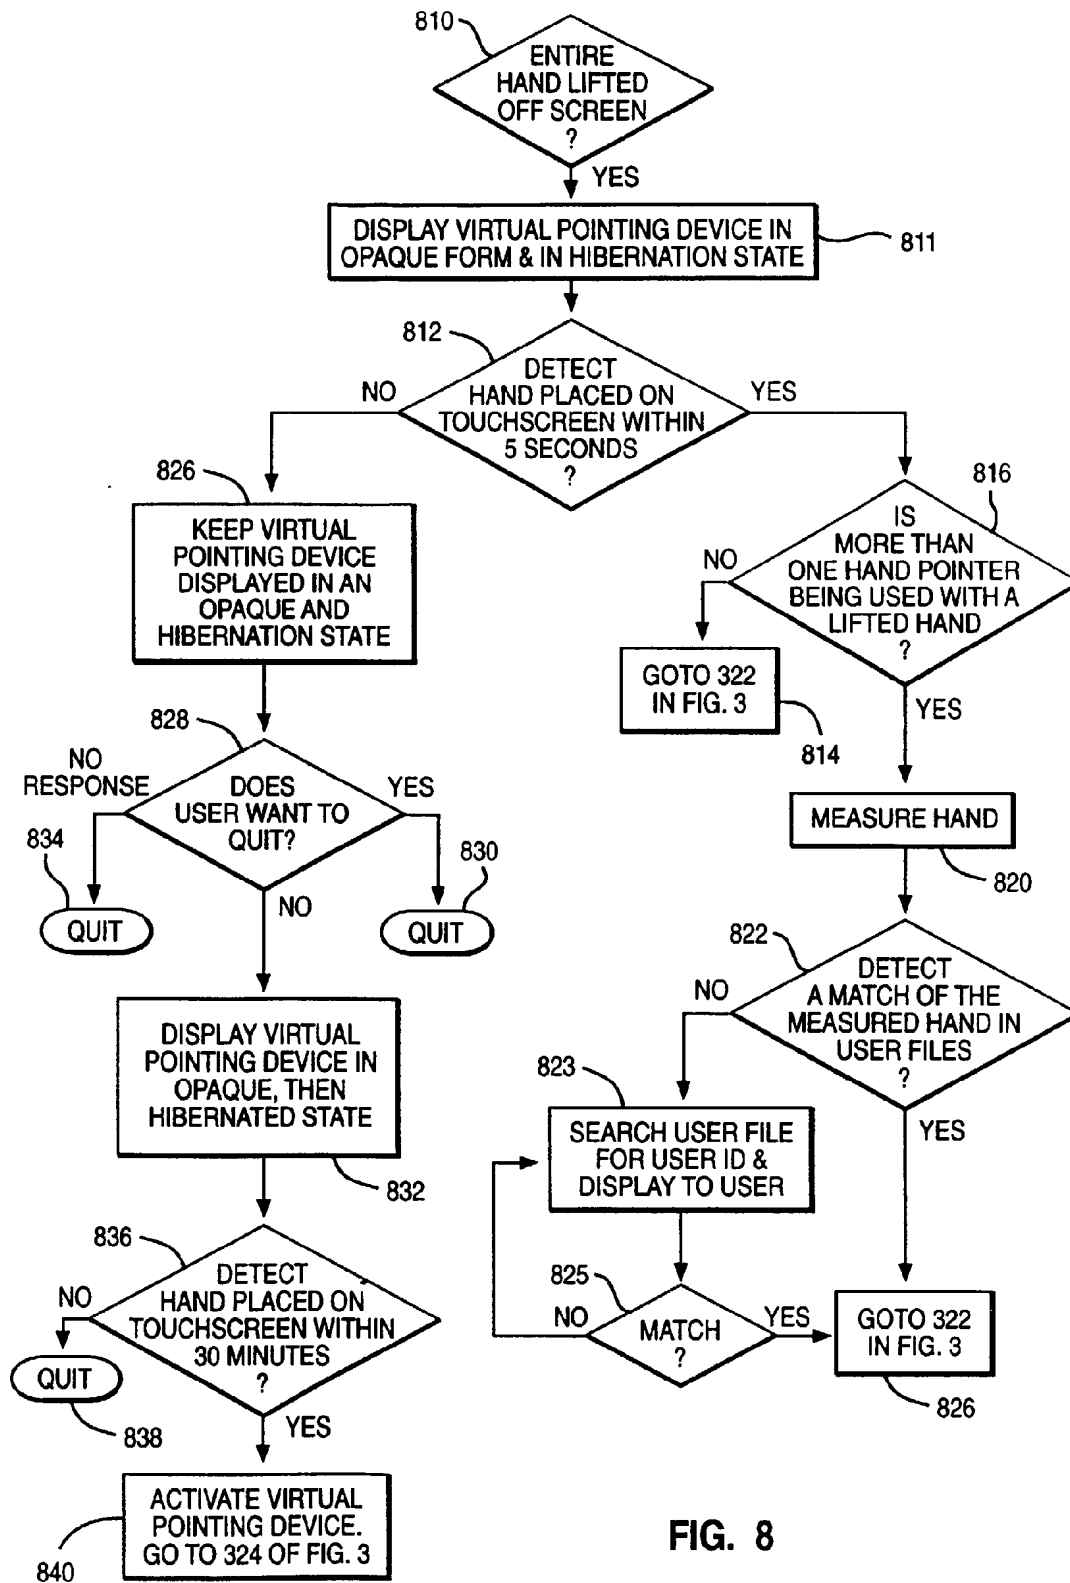 810
ENTIRE
HAND LIFTED
OFF SCREEN
?
YES
DISPLAY VIRTUAL POINTING DEVICE IN
OPAQUE FORM & IN HIBERNATION STATE
811
812
DETECT
HAND PLACED ON
TOUCHSCREEN WITHIN
5 SECONDS
?
NO
YES
826
KEEP VIRTUAL
POINTING DEVICE
DISPLAYED IN AN
OPAQUE AND
HIBERNATION STATE
816
IS
MORE THAN
ONE HAND POINTER
BEING USED WITH A
LIFTED HAND
?
NO
YES
GOTO 322
IN FIG. 3
814
828
DOES
USER WANT TO
QUIT?
NO
RESPONSE
YES
NO
834
QUIT
830
QUIT
MEASURE HAND
820
822
DETECT
A MATCH OF THE
MEASURED HAND IN
USER FILES
?
NO
YES
DISPLAY VIRTUAL
POINTING DEVICE IN
OPAQUE, THEN
HIBERNATED STATE
832
823
SEARCH USER FILE
FOR USER ID &
DISPLAY TO USER
825
MATCH
?
NO
YES
GOTO 322
IN FIG. 3
826
836
DETECT
HAND PLACED ON
TOUCHSCREEN WITHIN
30 MINUTES
?
NO
QUIT
838
YES
ACTIVATE VIRTUAL
POINTING DEVICE.
GO TO 324 OF FIG. 3
840
FIG. 8